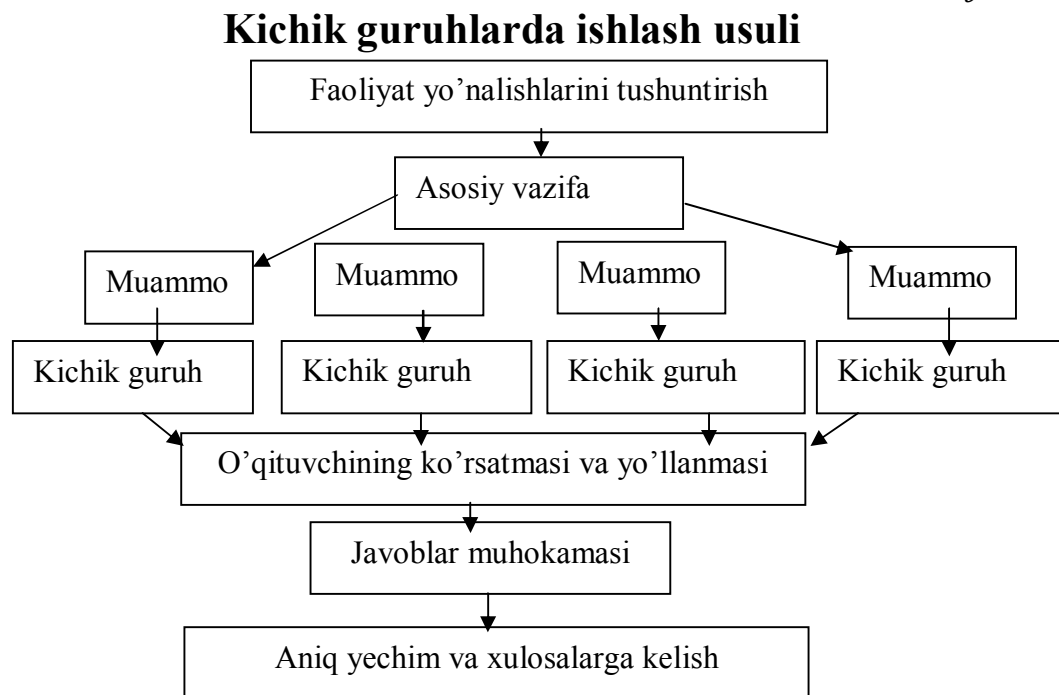 Kichik guruhlarda ishlash usuli
Faoliyat yo’nalishlarini tushuntirish
Asosiy vazifa
Muammo
Muammo
Muammo
Muammo
Kichik guruh
Kichik guruh
Kichik guruh
Kichik guruh
O’qituvchining ko’rsatmasi va yo’llanmasi
Javoblar muhokamasi
Aniq yechim va xulosalarga kelish